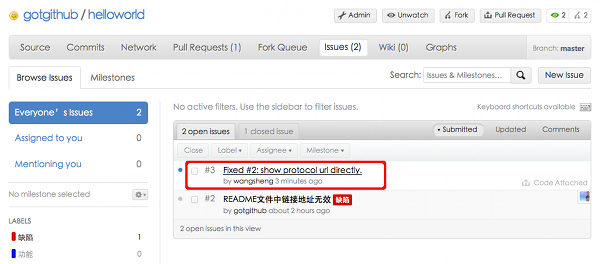 gotgithub / helloworld
Admin Unwatch Fork Pull Request 2 2
Source Commits Network Pull Requests (1) Fork Queue Issues (2) Wiki (0) Graphs Branch: master
Browse Issues Milestones Search: Issues & Milestones... New Issue
Everyone's Issues 2
Assigned to you 0
Mentioning you 0
No milestone selected
LABELS
缺陷 1
功能 0
No active filters. Use the sidebar to filter issues. Keyboard shortcuts available
2 open issues 1 closed issue Submitted Updated Comments
Close Label Assignee Milestone
#3 Fixed #2: show protocol url directly.
by wangsheng 3 minutes ago
Code Attached
#2 README文件中链接地址无效 缺陷
by gotgithub about 2 hours ago
2 open issues in this view